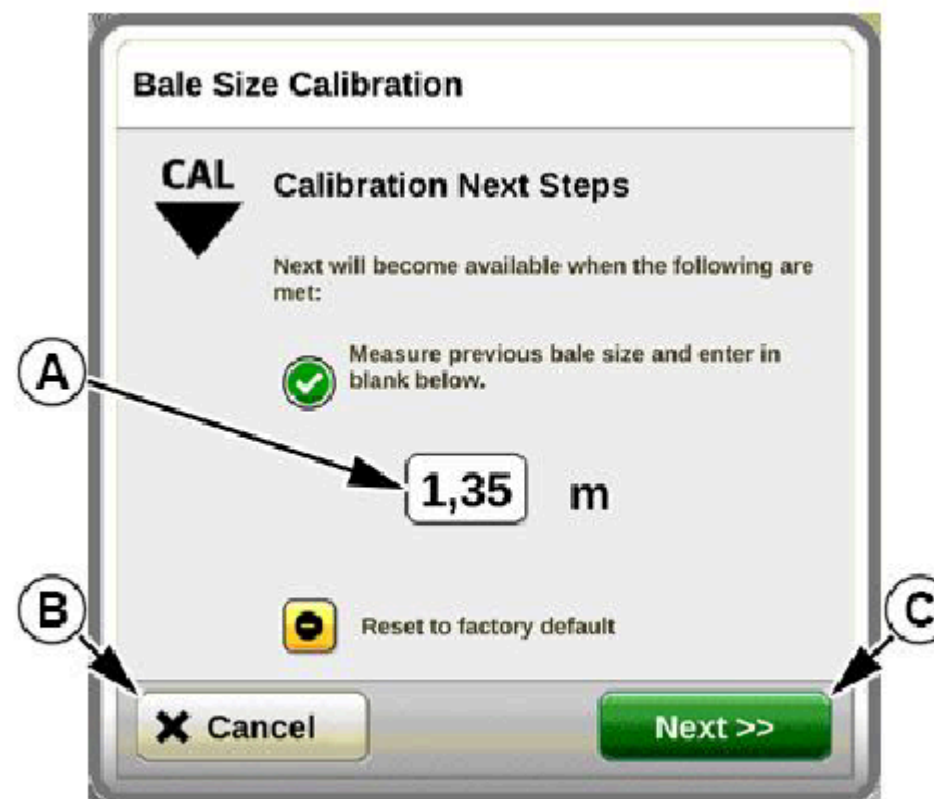 Bale Size Calibration
CAL
Calibration Next Steps
Next will become available when the following are
met:
Measure previous bale size and enter in
blank below.
A
1,35 m
B
Reset to factory default
C
Cancel
Next >>